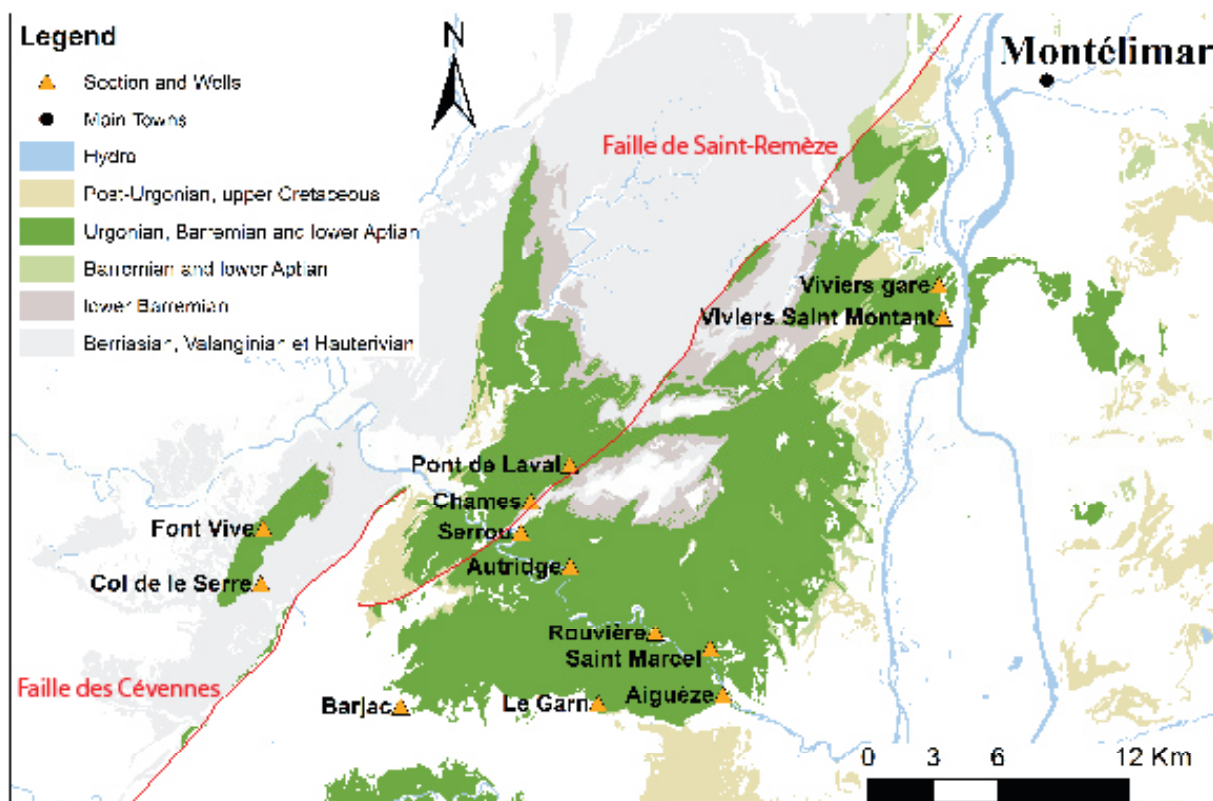 Legend
Section and Wells
Main Towns
Hydro
Post-Urgonian, upper Cretaceous
Urgonian, Barremian and lower Aptian
Barremian and lower Aptian
lower Barremian
Berriasian, Valanginian et Hauterivian
N
Montélimar
Faille de Saint-Remèze
Viviers gare
Viviers Saint Montant
Pont de Laval
Chames
Serrou
Font Vive
Autridge
Col de le Serre
Rouvière
Saint Marcel
Faille des Cévennes
Aiguèze
Barjac
Le Garn
0 3 6 12 Km